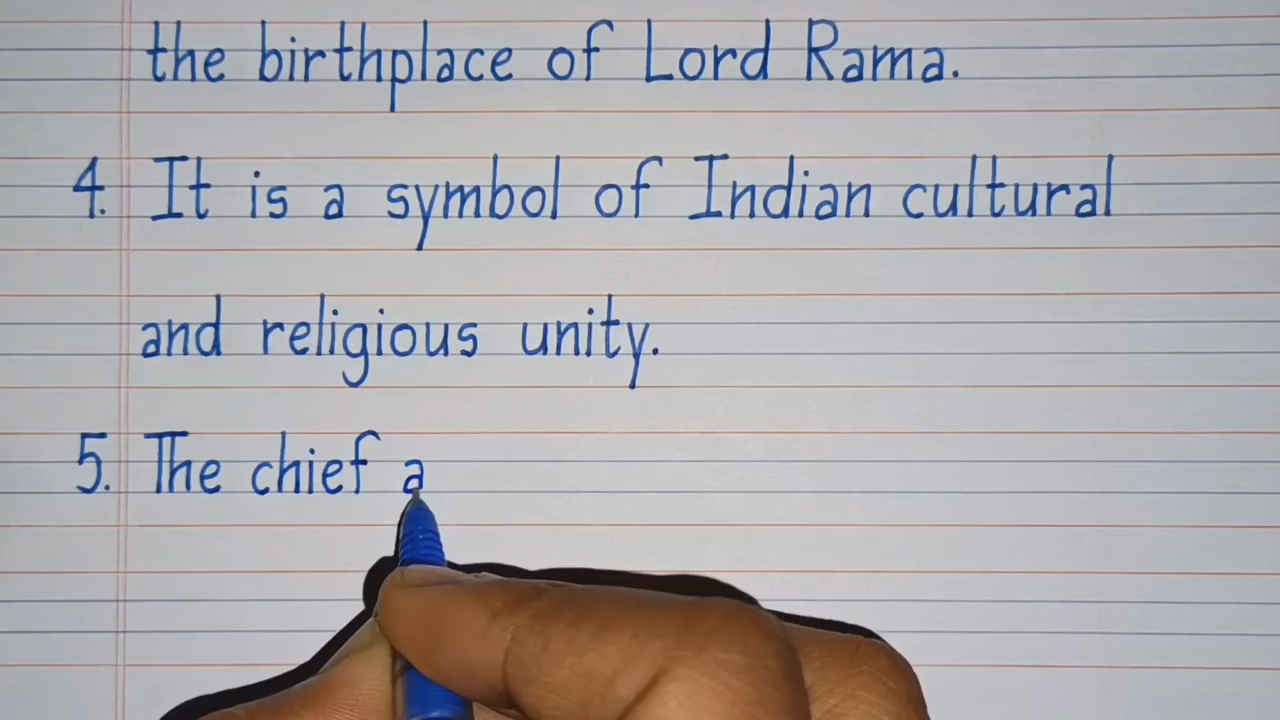 the birthplace of Lord Rama.
4. It is a symbol of Indian cultural
and religious unity.
5. The chief a